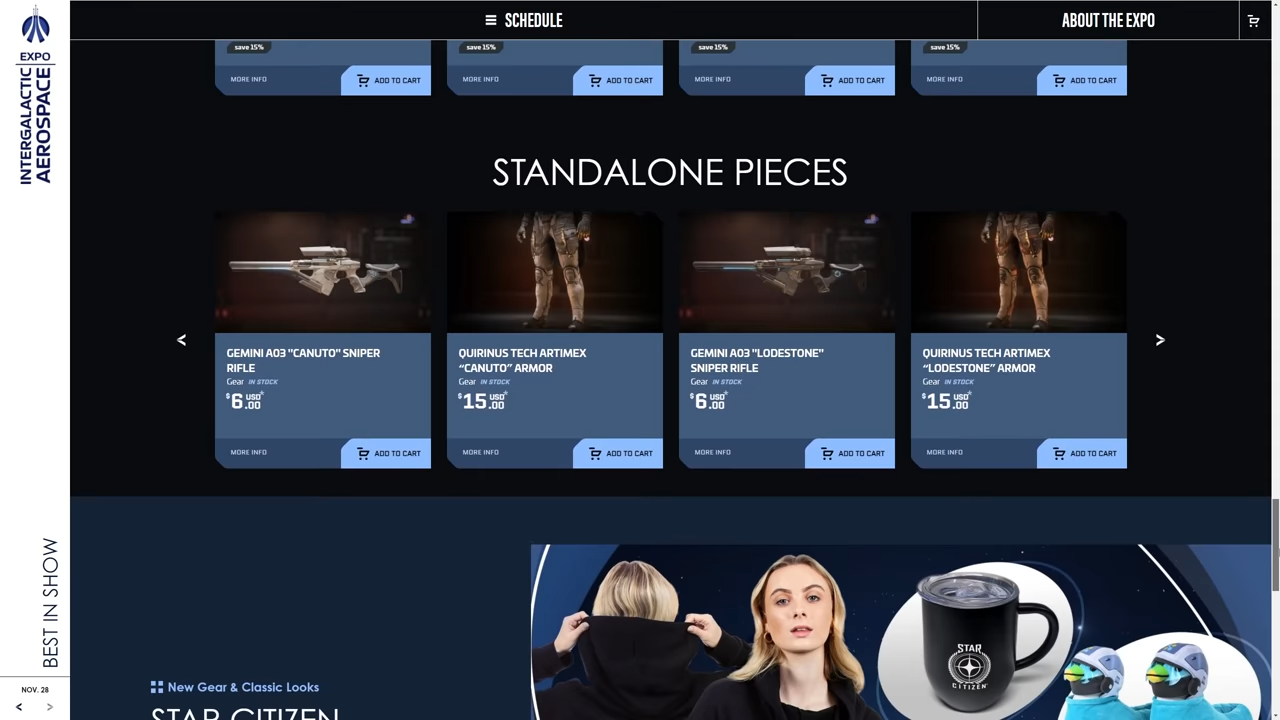 SCHEDULE
ABOUT THE EXPO
EXPO
INTERGALACTIC
AEROSPACE
save 15%
save 15%
save 15%
save 15%
MORE INFO
ADD TO CART
MORE INFO
ADD TO CART
MORE INFO
ADD TO CART
MORE INFO
ADD TO CART
STANDALONE PIECES
<
>
GEMINI A03 "CANUTO" SNIPER
RIFLE
Gear IN STOCK
$6.00 USD*
MORE INFO
ADD TO CART
QUIRINUS TECH ARTIMEX
“CANUTO” ARMOR
Gear IN STOCK
$15.00 USD*
MORE INFO
ADD TO CART
GEMINI A03 "LODESTONE"
SNIPER RIFLE
Gear IN STOCK
$6.00 USD*
MORE INFO
ADD TO CART
QUIRINUS TECH ARTIMEX
“LODESTONE” ARMOR
Gear IN STOCK
$15.00 USD*
MORE INFO
ADD TO CART
BEST IN SHOW
NOV. 28
< >
New Gear & Classic Looks
STAR CITIZEN
STAR
CITIZEN